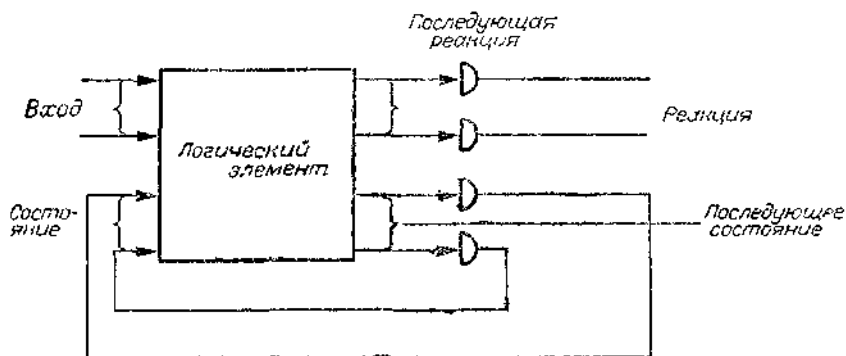 Последующая
реакция
Вход
Логический
элемент
Реакция
Состо-
яние
Последующее
состояние